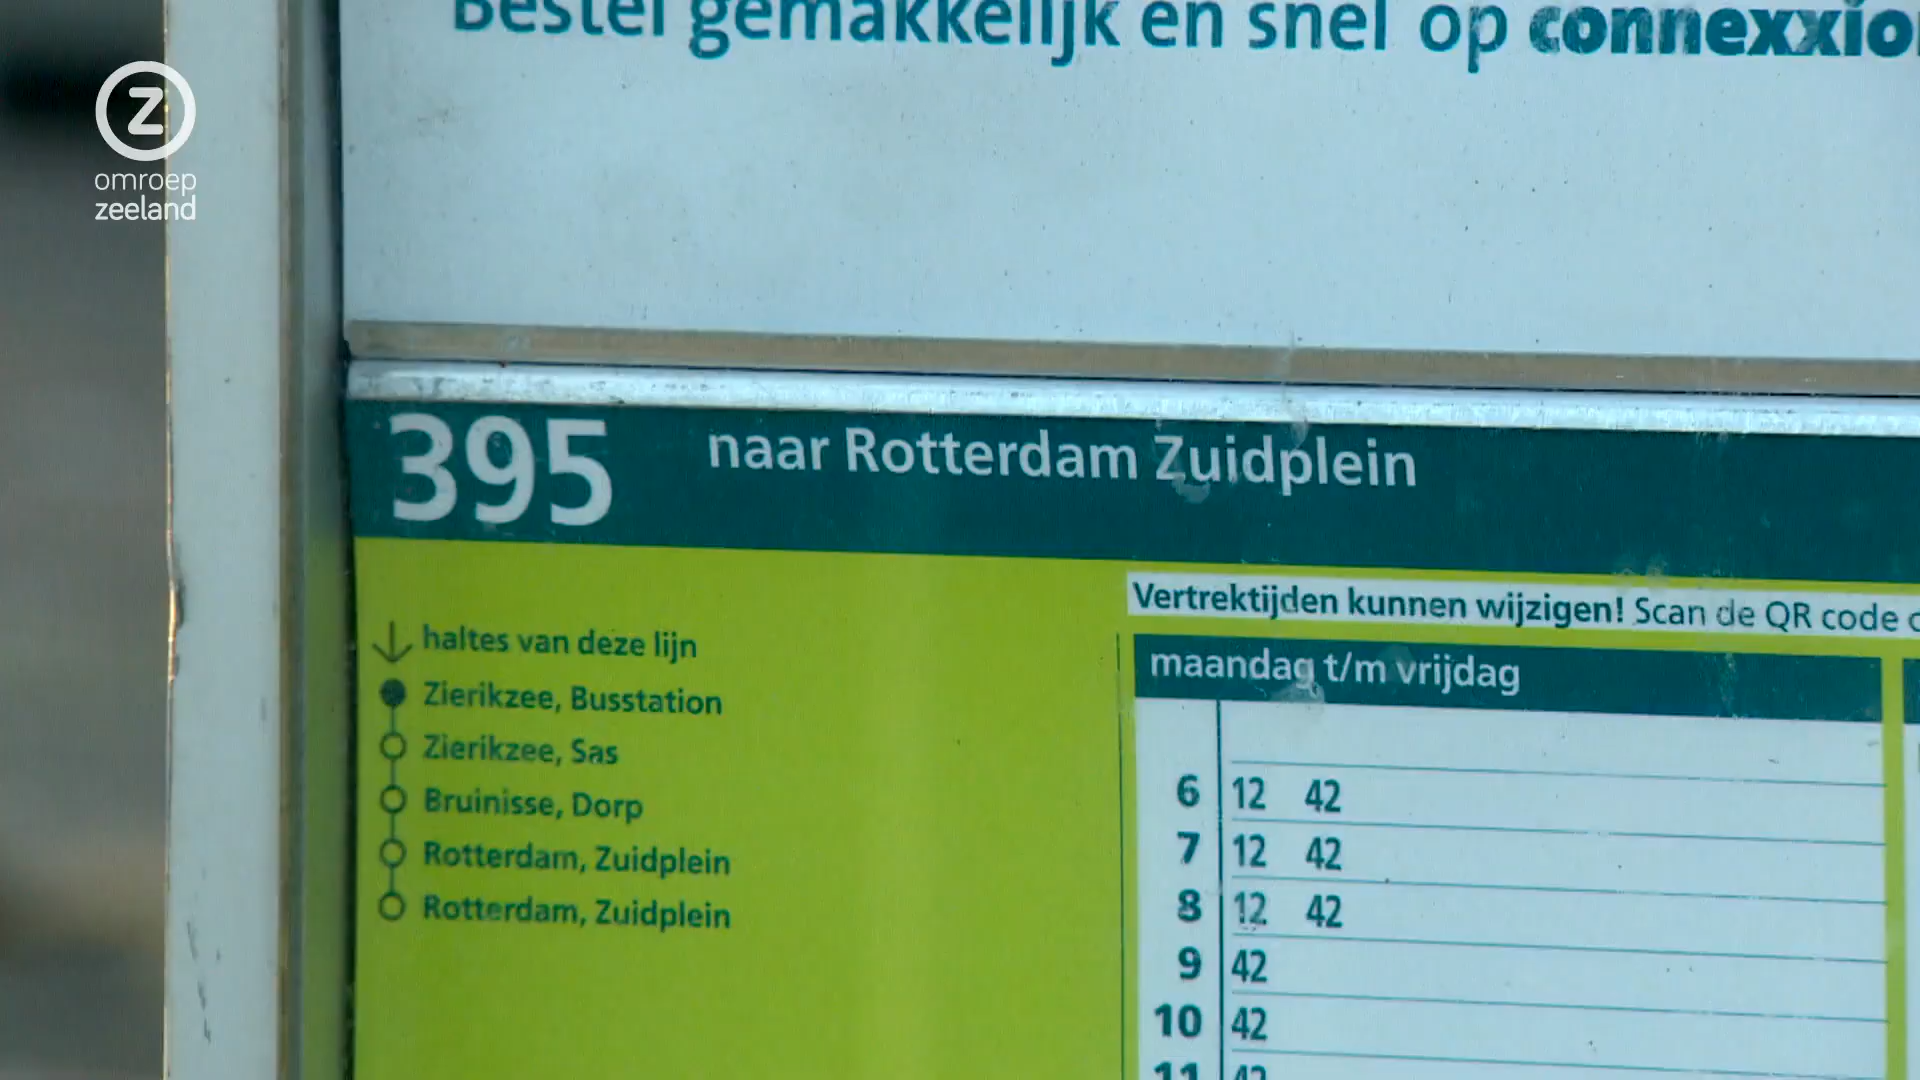 Bestel gemakkelijk en snel op connexxio
Z
omroep
zeeland
395 naar Rotterdam Zuidplein
Vertrektijden kunnen wijzigen! Scan de QR code
haltes van deze lijn
Zierikzee, Busstation
Zierikzee, Sas
Bruinisse, Dorp
Rotterdam, Zuidplein
Rotterdam, Zuidplein
maandag t/m vrijdag
6 12 42
7 12 42
8 12 42
9 42
10 42
11 42